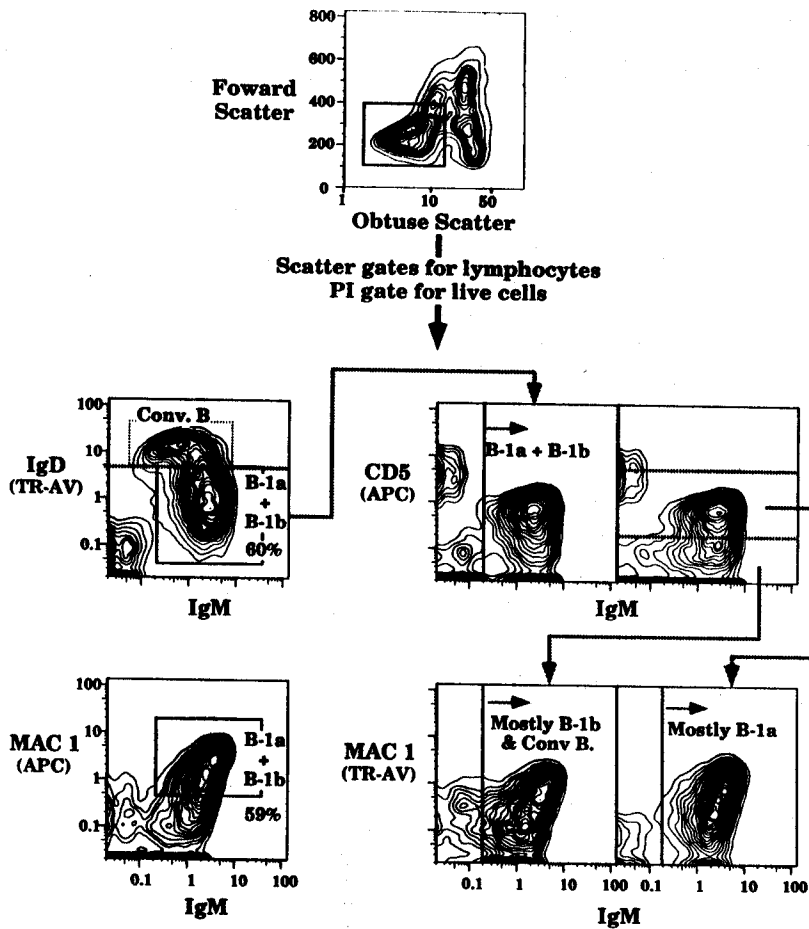 800
600
400
200
0
Foward
Scatter
1
10
50
Obtuse Scatter
Scatter gates for lymphocytes
PI gate for live cells
100
10
1
0.1
IgD
(TR-AV)
Conv. B
B-1a
+
B-1b
60%
IgM
CD5
(APC)
B-1a + B-1b
IgM
100
10
1
0.1
MAC 1
(APC)
B-1a
+
B-1b
59%
0.1
1
10
100
IgM
MAC 1
(TR-AV)
Mostly B-1b
& Conv B.
Mostly B-1a
0.1
1
10
100
0.1
1
10
100
IgM